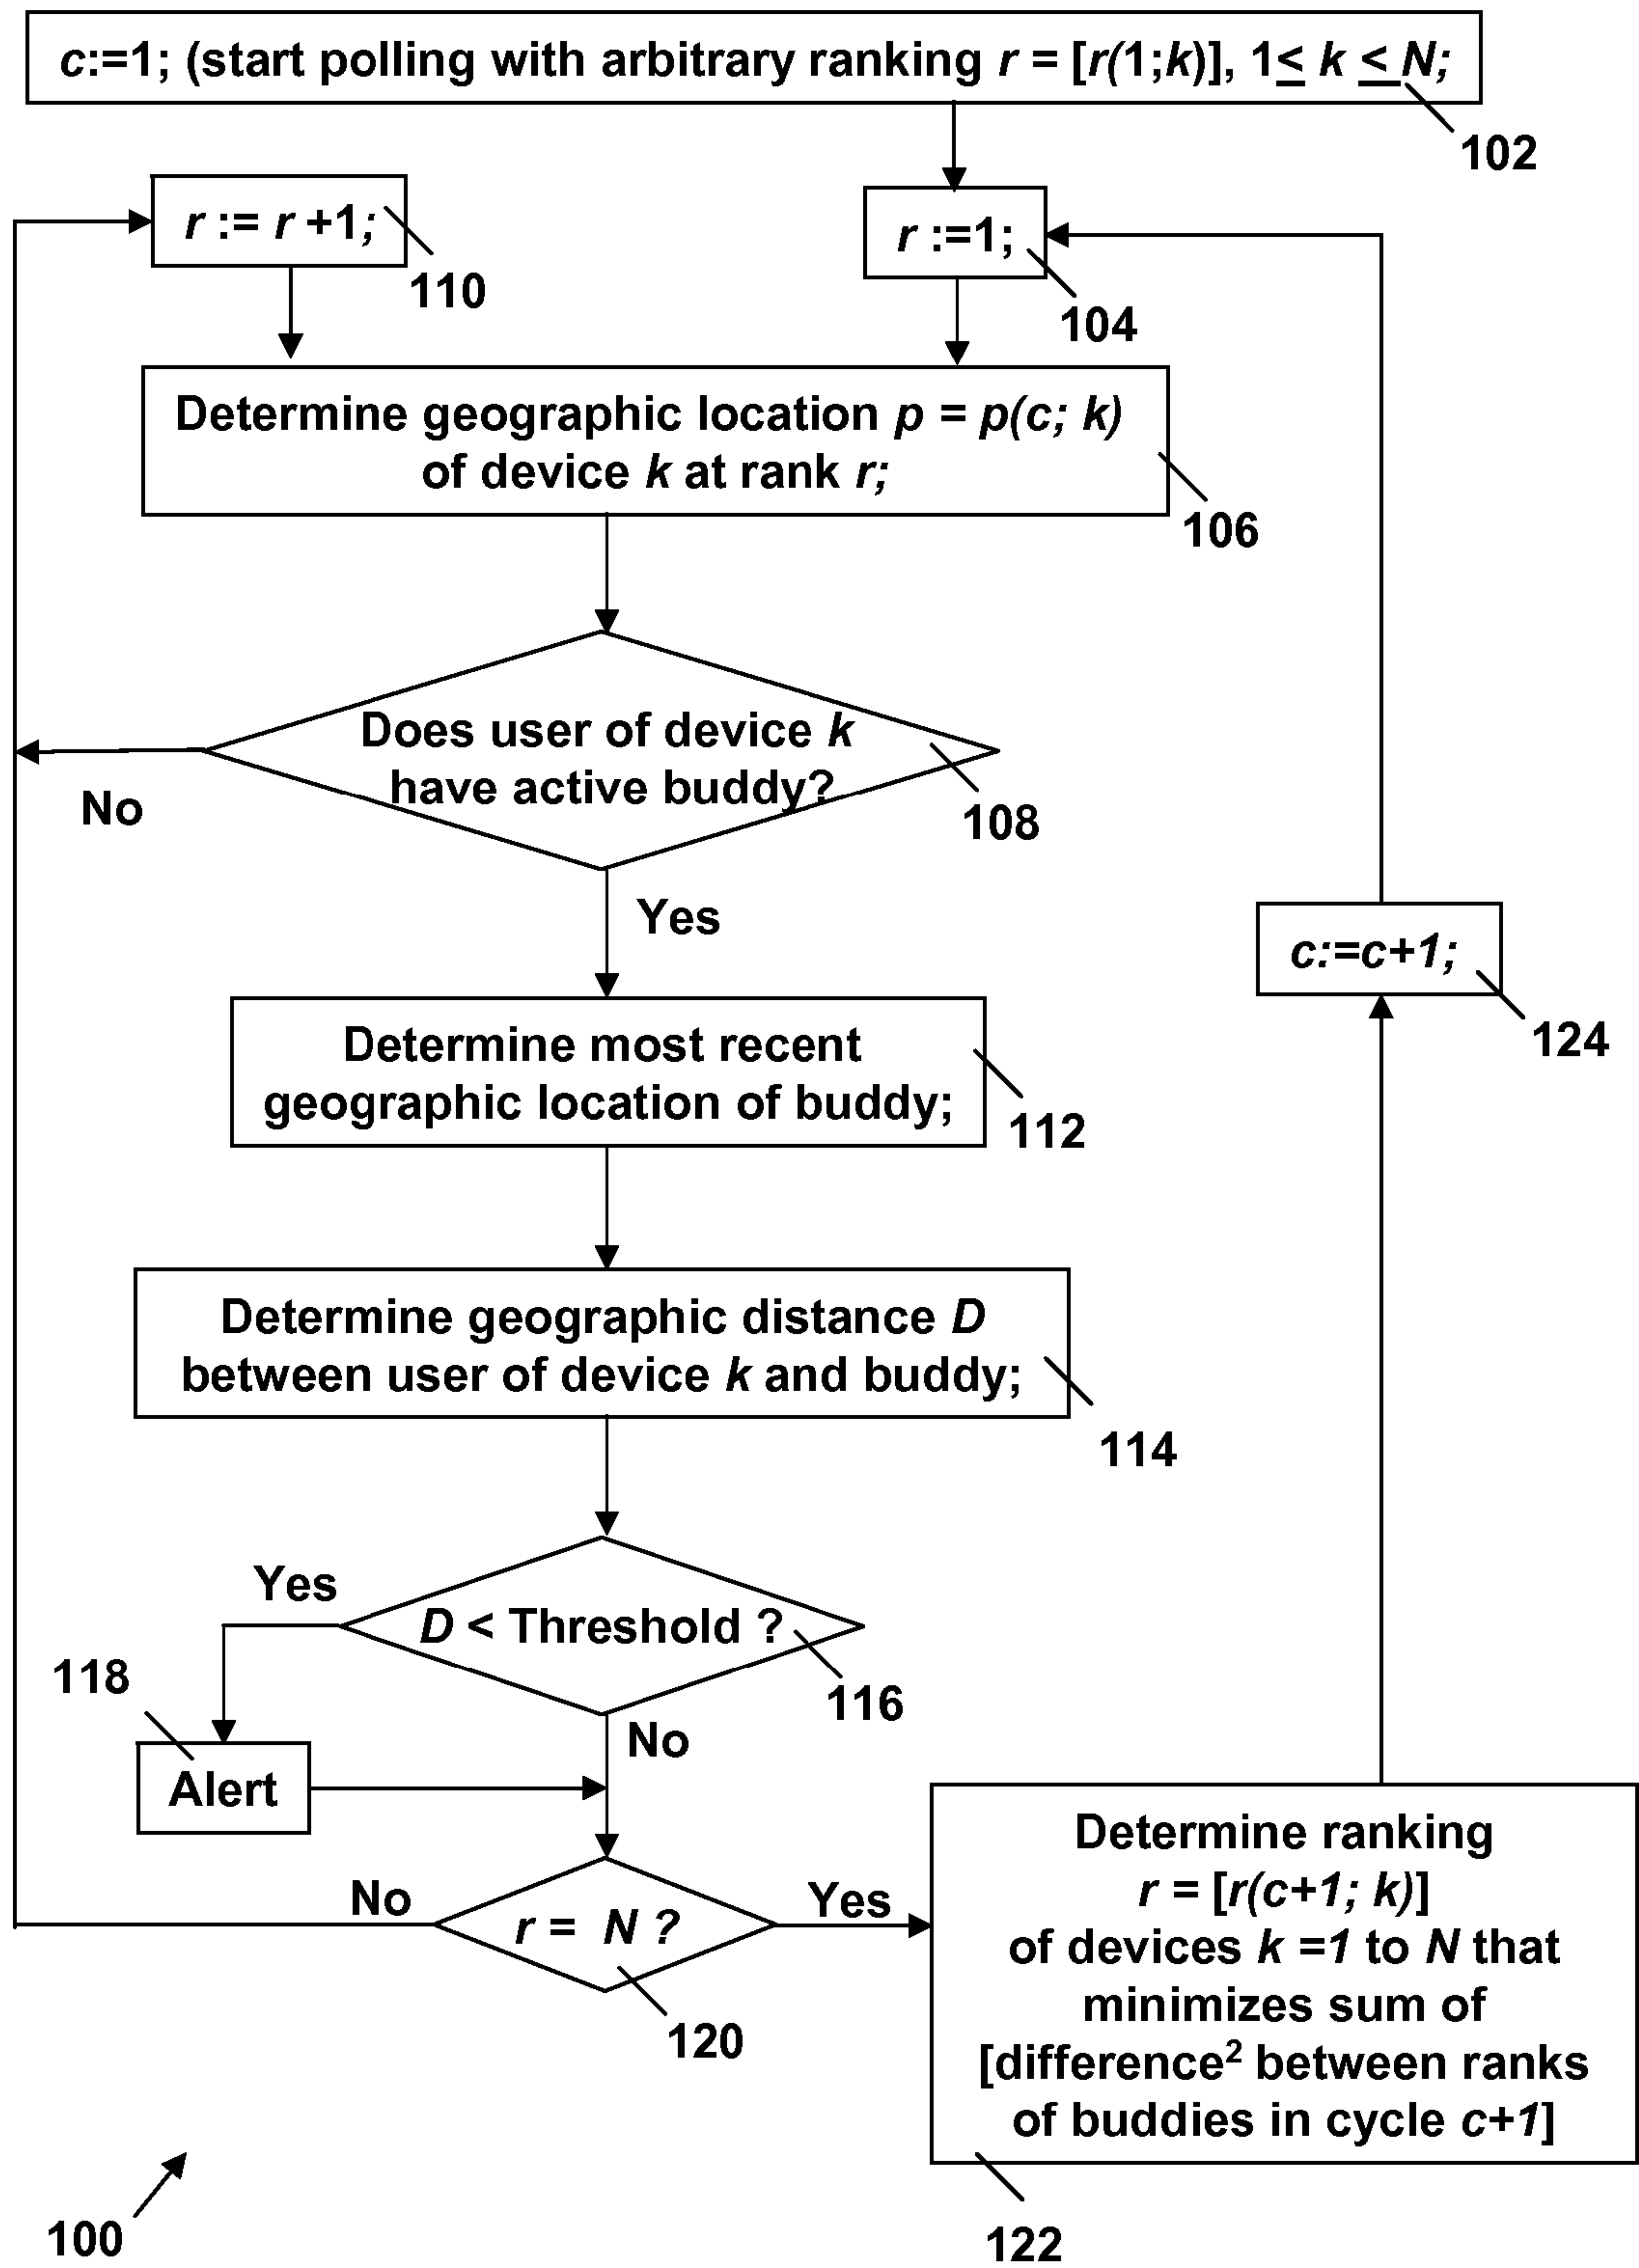 c:=1; (start polling with arbitrary ranking r = [r(1;k)], 1≤ k ≤ N;
102
r := r +1;
110
r :=1;
104
Determine geographic location p = p(c; k)
of device k at rank r;
106
Does user of device k
have active buddy?
108
No
Yes
c:=c+1;
124
Determine most recent
geographic location of buddy;
112
Determine geographic distance D
between user of device k and buddy;
114
Yes
D < Threshold ?
116
118
No
Alert
No
r = N ?
Yes
120
Determine ranking
r = [r(c+1; k)]
of devices k =1 to N that
minimizes sum of
[difference² between ranks
of buddies in cycle c+1]
122
100